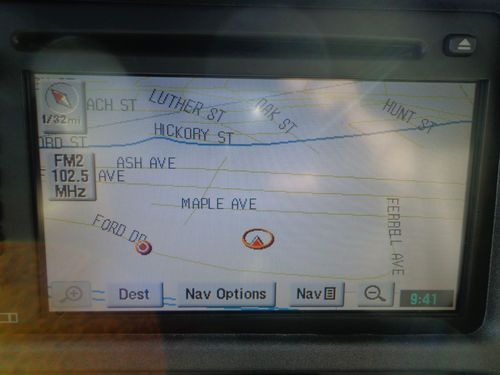 ACH ST
LUTHER ST
OAK ST
HUNT ST
1/32mi
HICKORY ST
ORD ST
FM2
102.5
MHz
ASH AVE
AVE
MAPLE AVE
FERRELL AVE
FORD DR
Dest
Nav Options
Nav
9:41